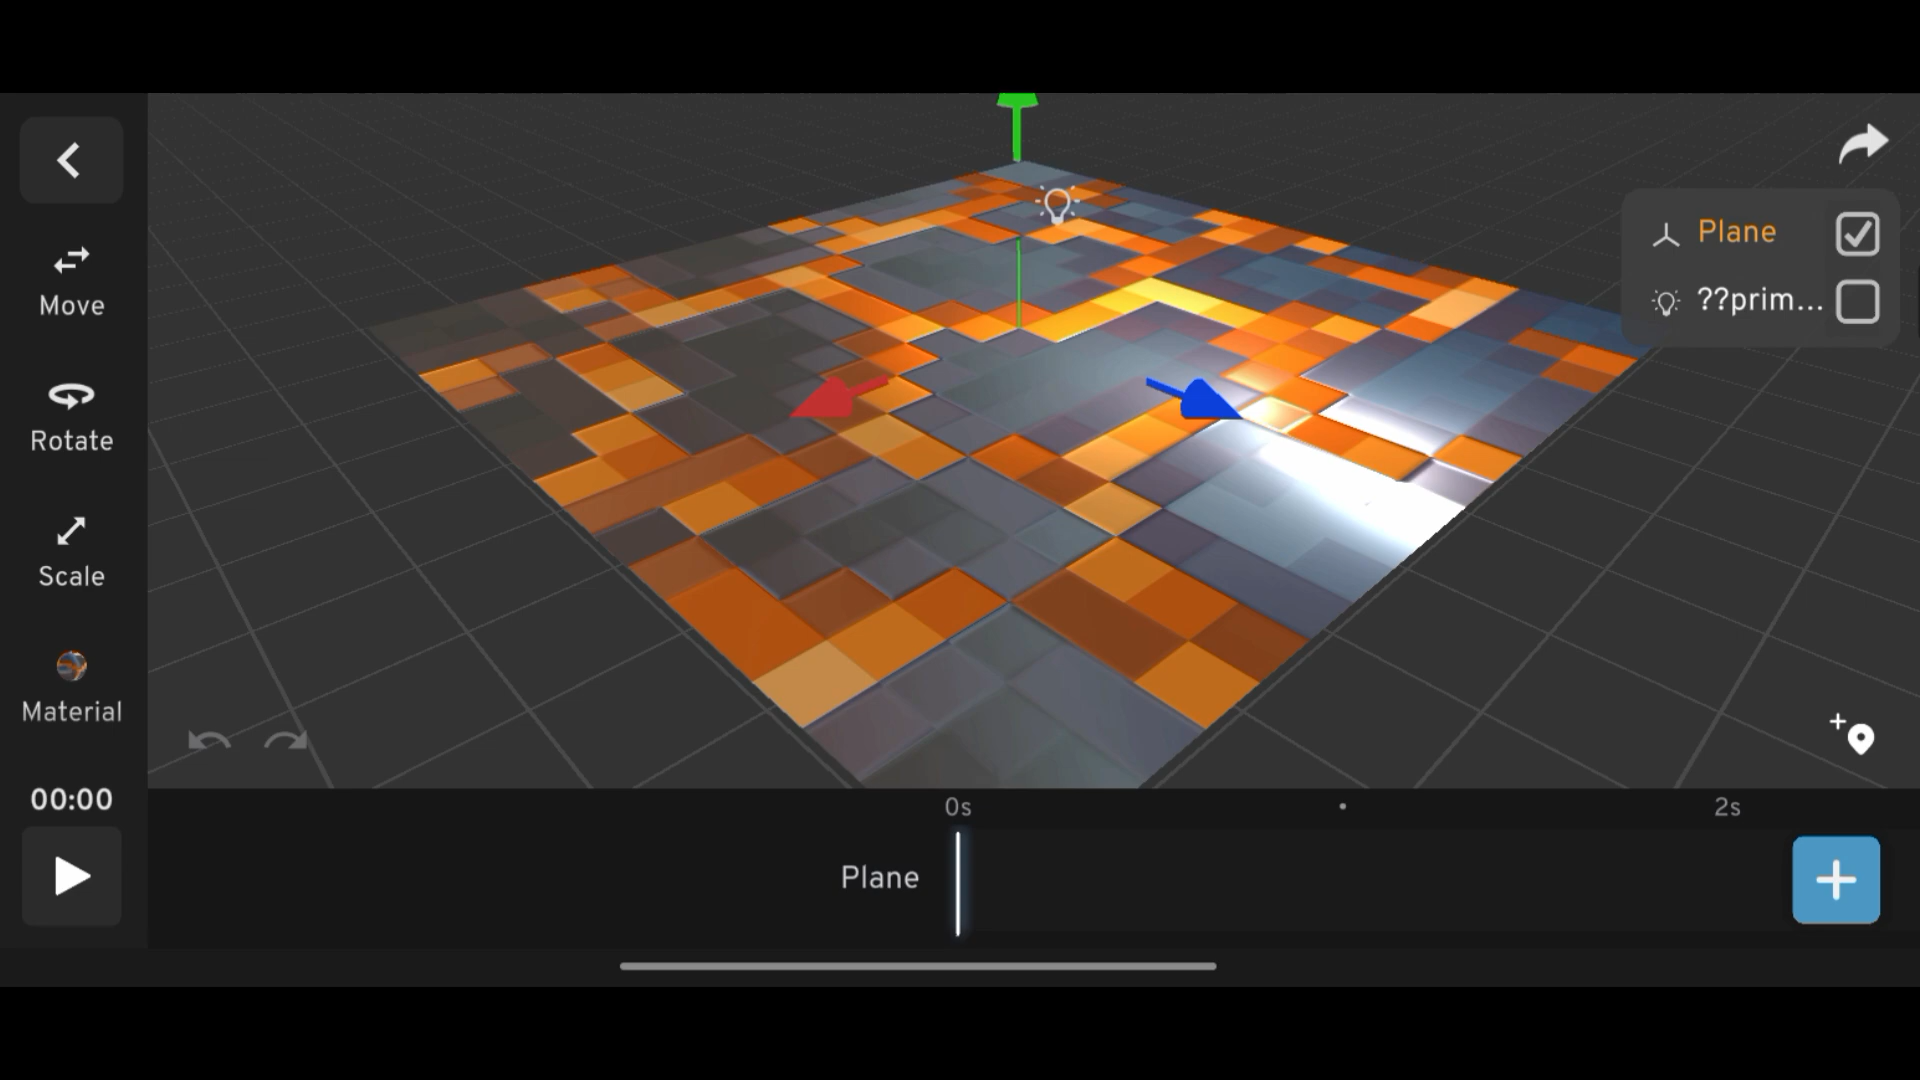 Move
Rotate
Scale
Material
00:00
Plane
??prim...
0s
2s
Plane